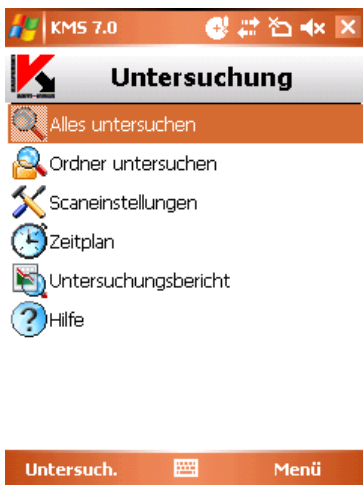 KMS 7.0
Untersuchung
Alles untersuchen
Ordner untersuchen
Scaneinstellungen
Zeitplan
Untersuchungsbericht
Hilfe
Untersuch. Menü